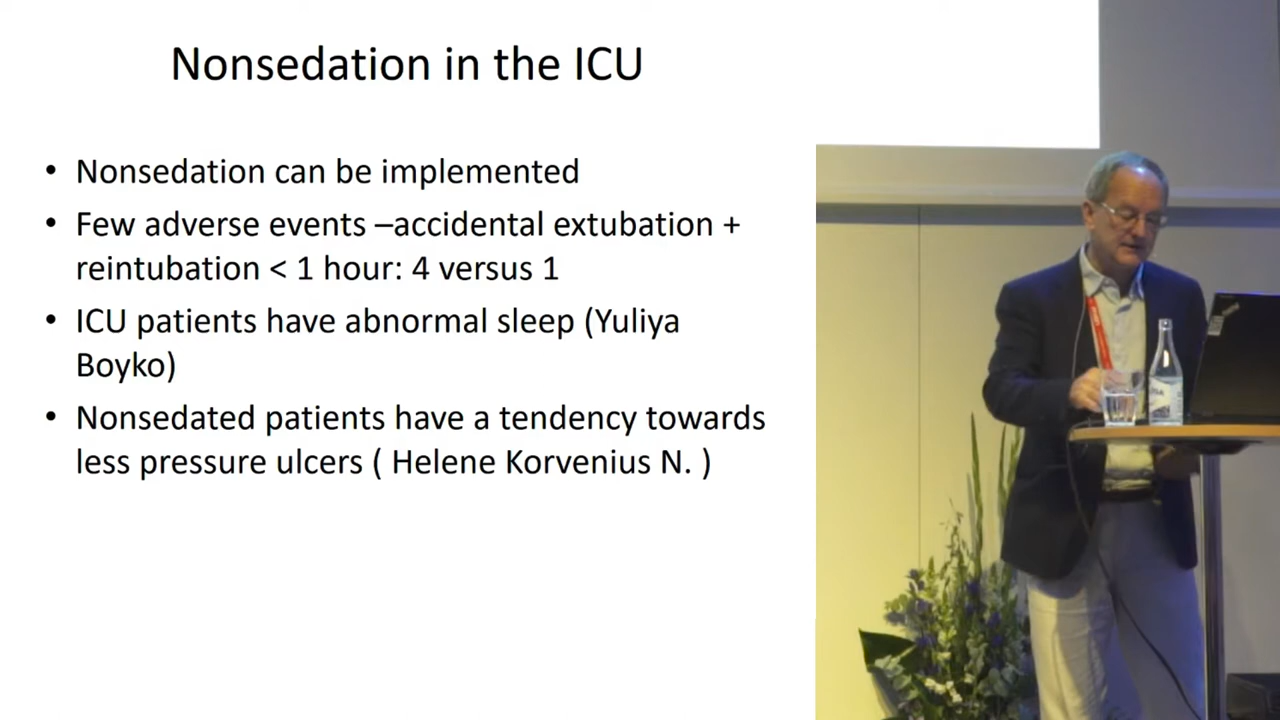 Nonsedation in the ICU
• Nonsedation can be implemented
• Few adverse events –accidental extubation +
reintubation < 1 hour: 4 versus 1
• ICU patients have abnormal sleep (Yuliya
Boyko)
• Nonsedated patients have a tendency towards
less pressure ulcers ( Helene Korvenius N. )